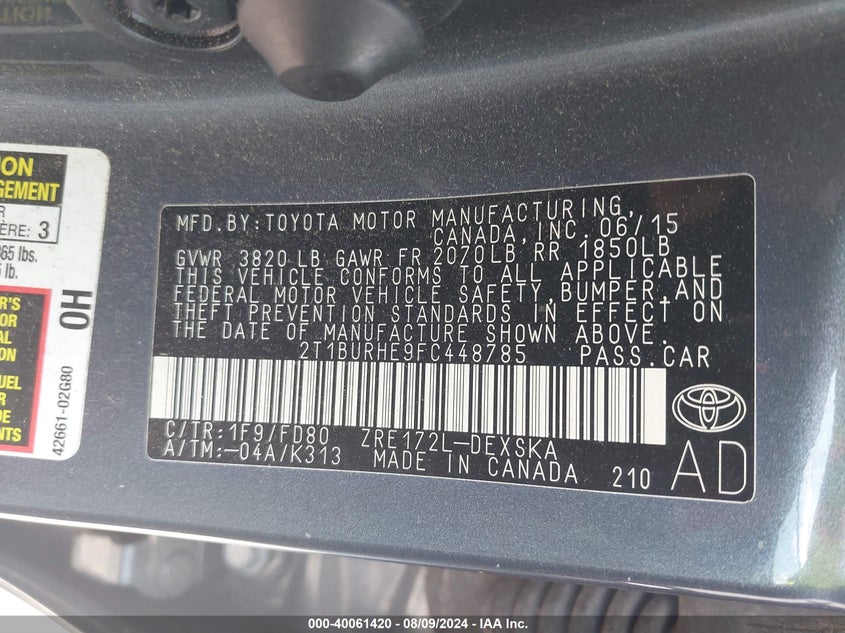 MFD.BY:TOYOTA MOTOR MANUFACTURING,
CANADA,INC. 06/15
GVWR 3820 LB GAWR FR 2070LB, RR 1850LB
THIS VEHICLE CONFORMS TO ALL APPLICABLE
FEDERAL MOTOR VEHICLE SAFETY,BUMPER,AND
THEFT PREVENTION STANDARDS IN EFFECT ON
THE DATE OF MANUFACTURE SHOWN ABOVE.
2T1BURHE9FC448785 PASS.CAR
C/TR:1F9/FD80 ZRE172L-DEXSKA
A/TM:-04A/K313 MADE IN CANADA 210
AD
GEMENT
3
lbs.
lb.
OH
42661-02G80
000-40061420 - 08/09/2024 - IAA Inc.